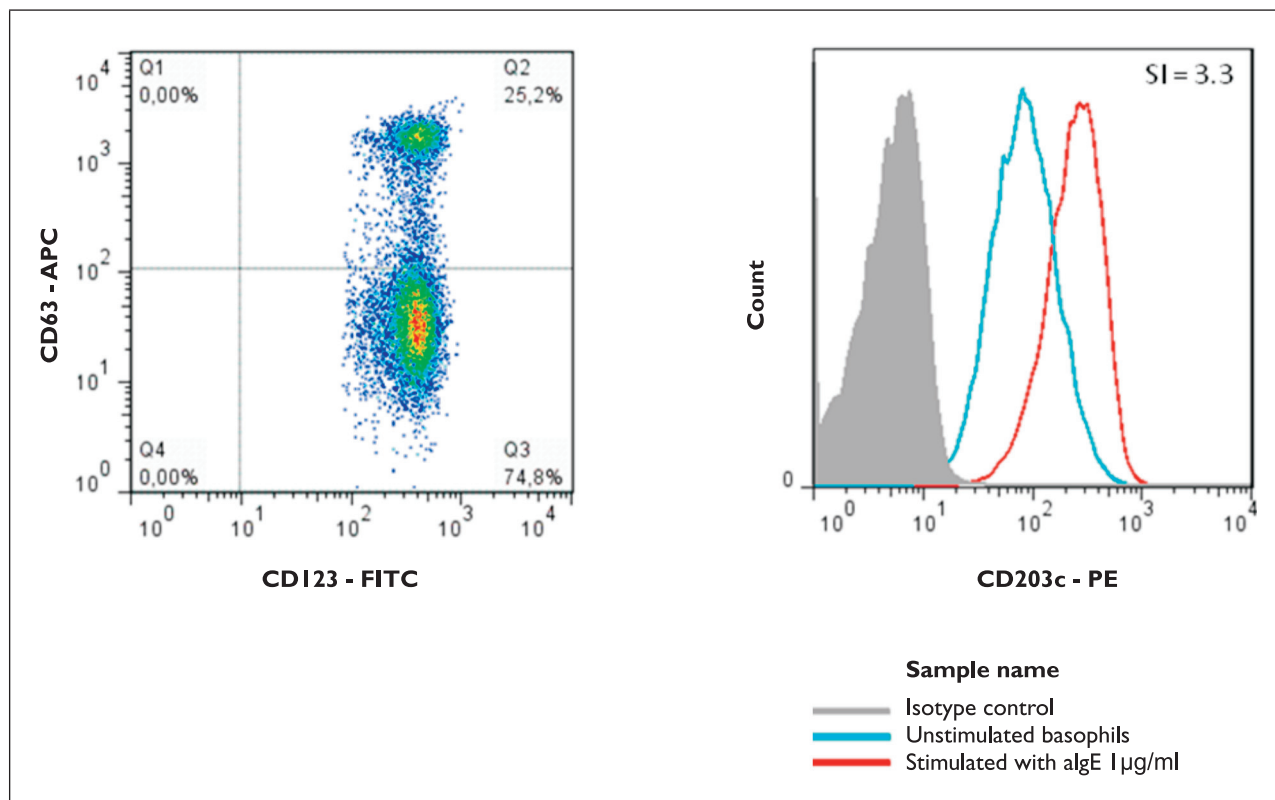 Q1
0,00%
Q2
25,2%
Q4
0,00%
Q3
74,8%
10^4
10^3
10^2
10^1
10^0
10^0 10^1 10^2 10^3 10^4
CD63 - APC
CD123 - FITC
SI = 3.3
Count
0
10^0 10^1 10^2 10^3 10^4
CD203c - PE
Sample name
Isotype control
Unstimulated basophils
Stimulated with aIgE 1µg/ml